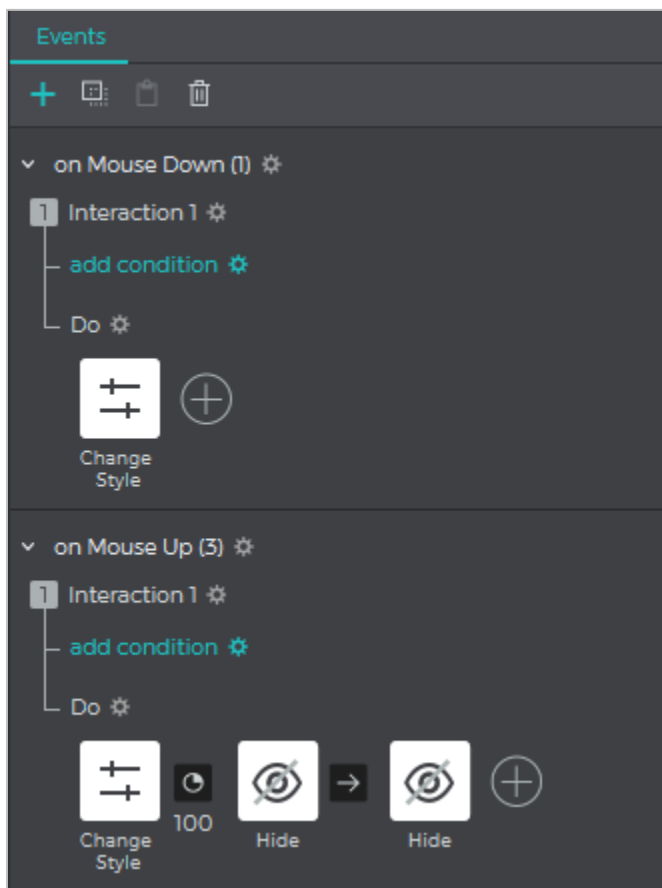 Events
on Mouse Down (1)
1 Interaction 1
add condition
Do
Change
Style
on Mouse Up (3)
1 Interaction 1
add condition
Do
100
Change
Style
Hide
Hide